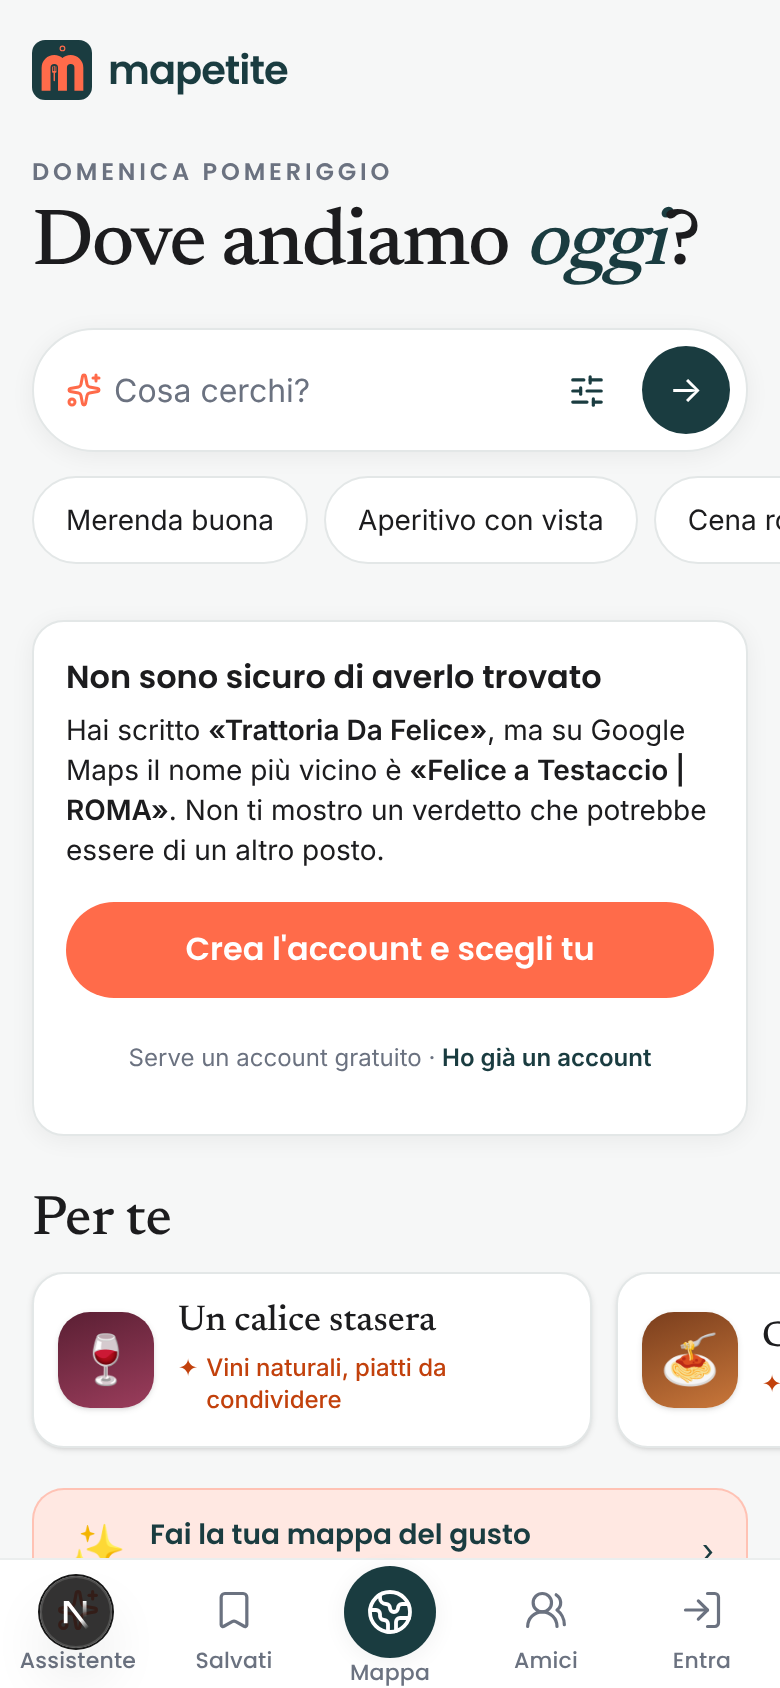 mapetite
DOMENICA POMERIGGIO
Dove andiamo oggi?
Cosa cerchi?
Merenda buona
Aperitivo con vista
Cena
Non sono sicuro di averlo trovato
Hai scritto «Trattoria Da Felice», ma su Google
Maps il nome più vicino è «Felice a Testaccio |
ROMA». Non ti mostro un verdetto che potrebbe
essere di un altro posto.
Crea l'account e scegli tu
Serve un account gratuito · Ho già un account
Per te
Un calice stasera
✦ Vini naturali, piatti da
condividere
Fai la tua mappa del gusto
N
Assistente
Salvati
Mappa
Amici
Entra